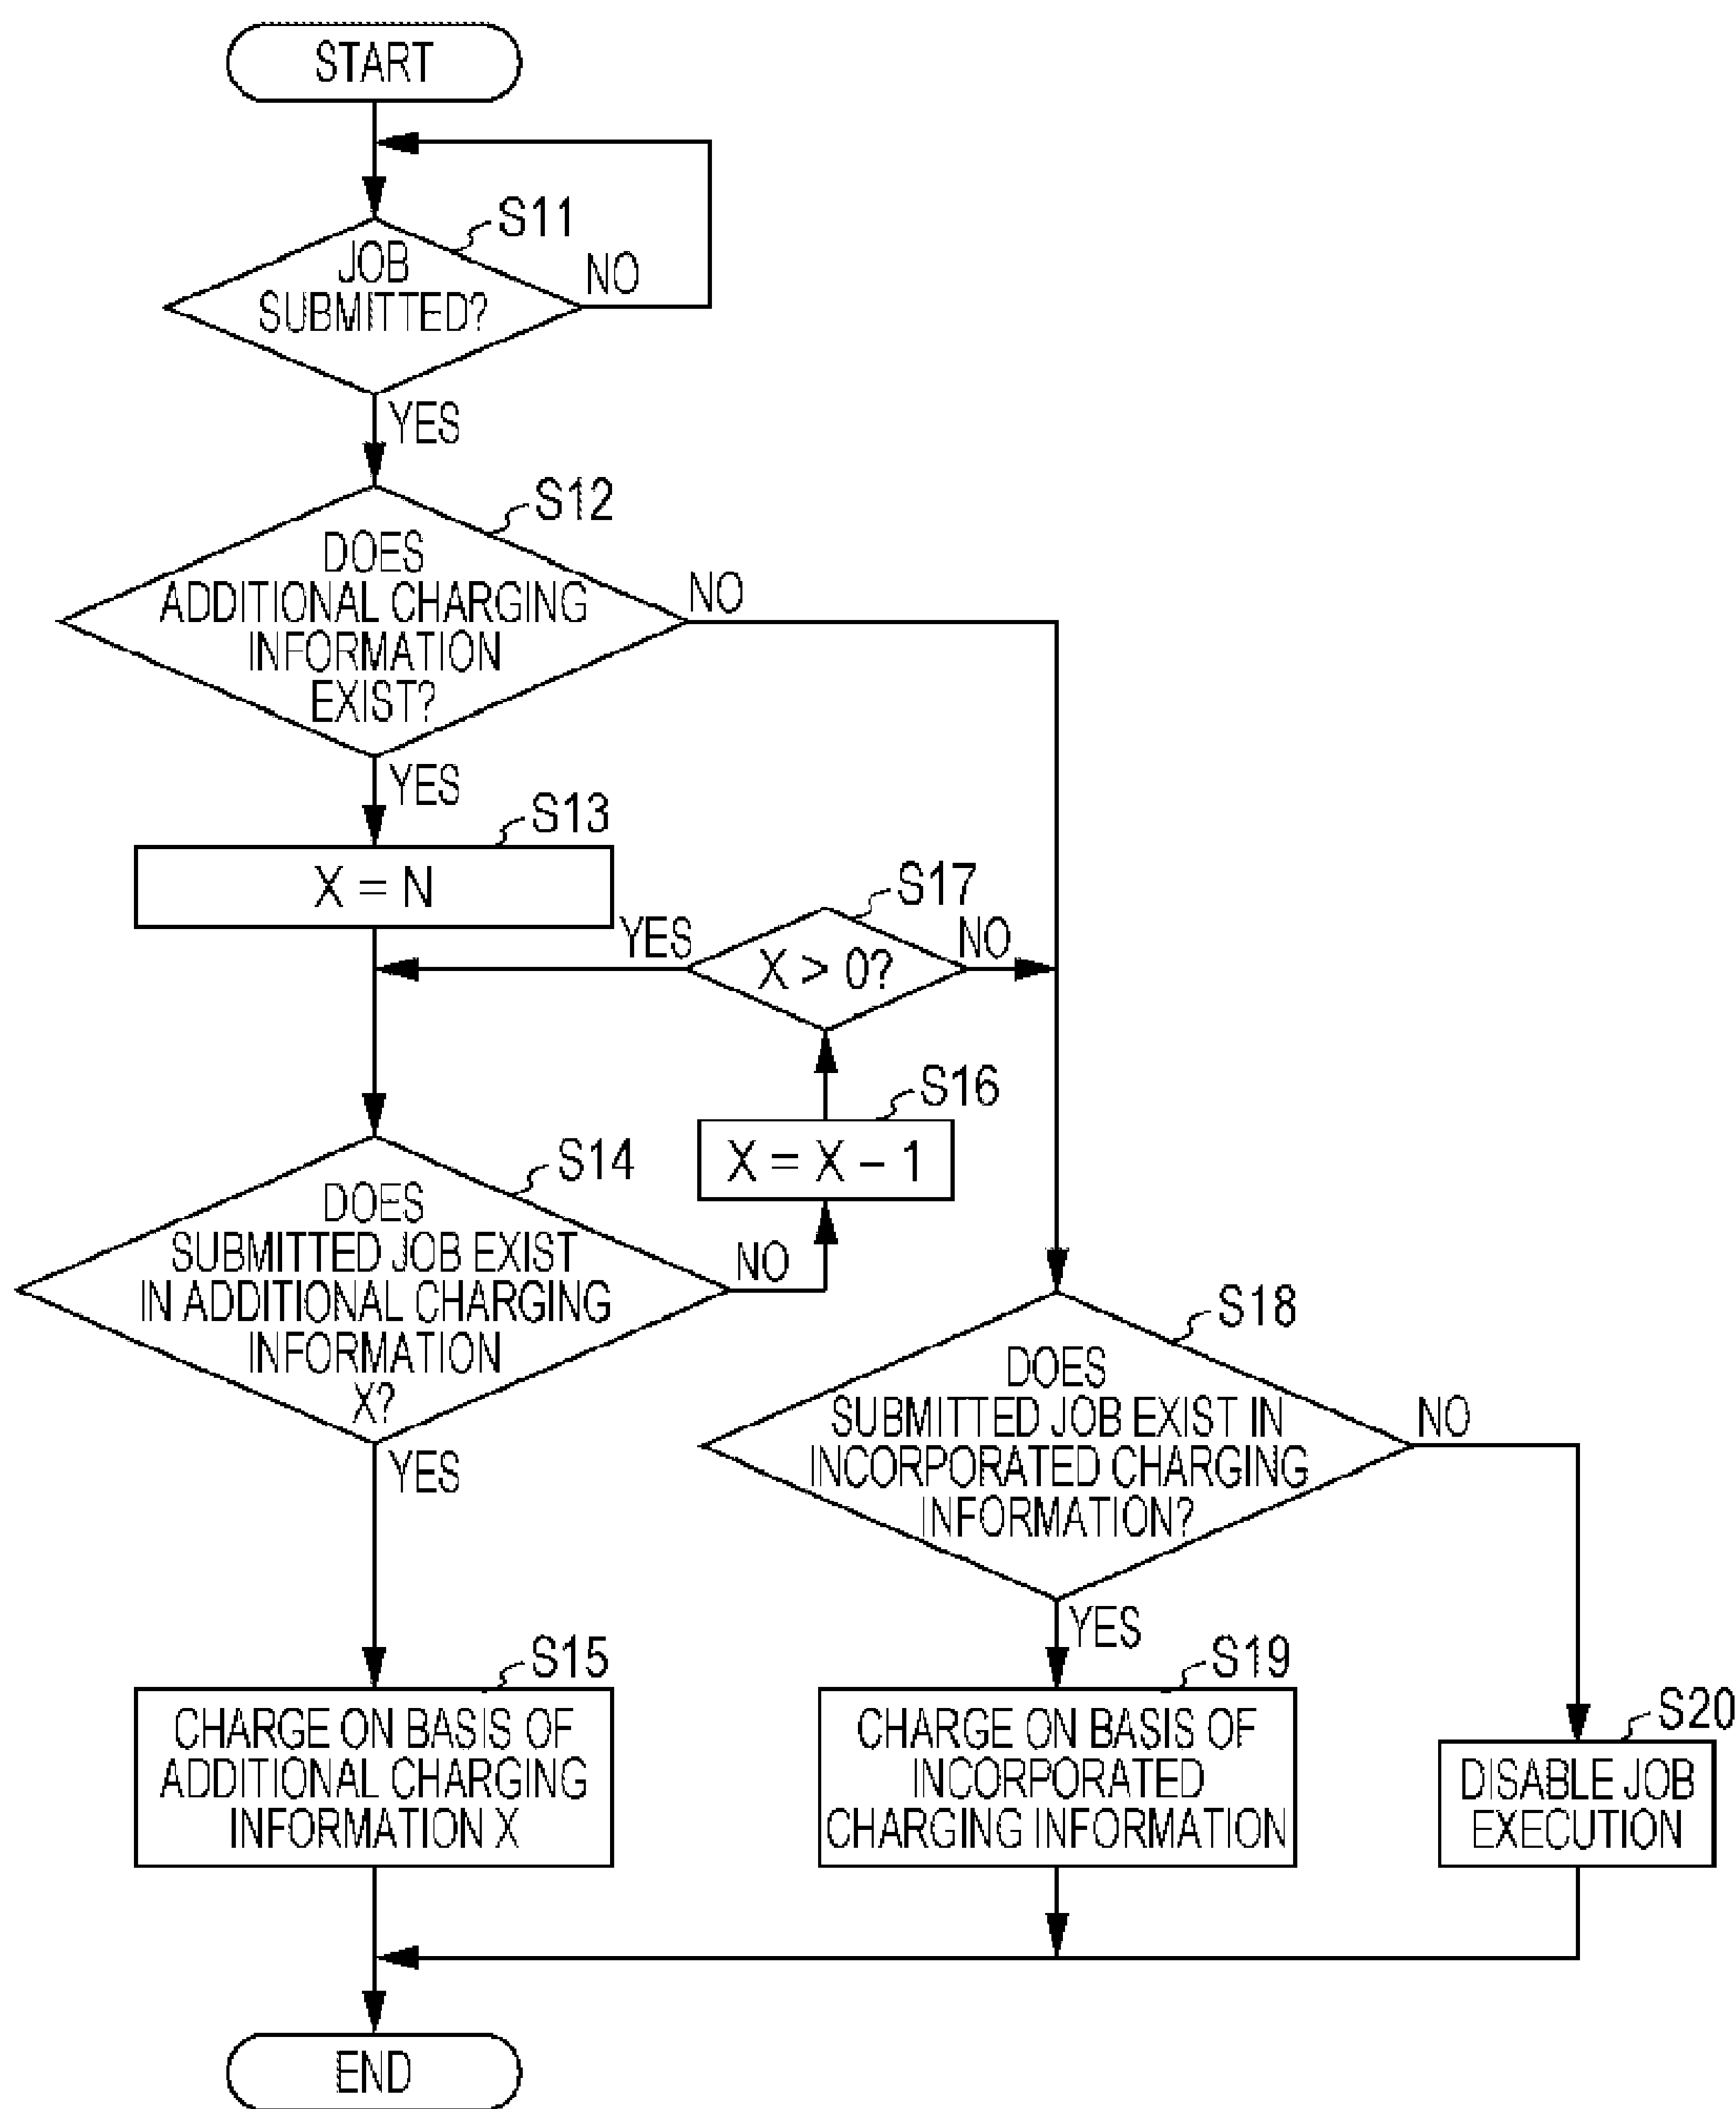 START
S11
JOB
SUBMITTED?
NO
YES
S12
DOES
ADDITIONAL CHARGING
INFORMATION
EXIST?
NO
YES
S13
X = N
S17
YES
X > 0?
NO
S16
X = X – 1
S14
DOES
SUBMITTED JOB EXIST
IN ADDITIONAL CHARGING
INFORMATION
X?
NO
YES
S18
DOES
SUBMITTED JOB EXIST IN
INCORPORATED CHARGING
INFORMATION?
NO
YES
S15
CHARGE ON BASIS OF
ADDITIONAL CHARGING
INFORMATION X
S19
CHARGE ON BASIS OF
INCORPORATED
CHARGING INFORMATION
S20
DISABLE JOB
EXECUTION
END